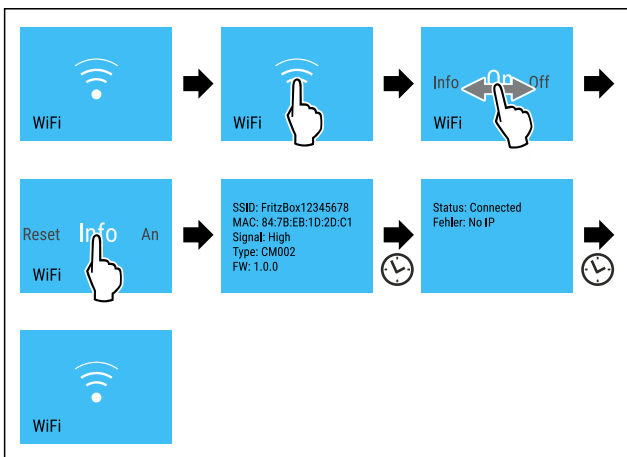 WiFi
WiFi
Info On Off
WiFi
Reset Info An
WiFi
SSID: FritzBox12345678
MAC: 84:7B:EB:1D:2D:C1
Signal: High
Type: CM002
FW: 1.0.0
Status: Connected
Fehler: No IP
WiFi